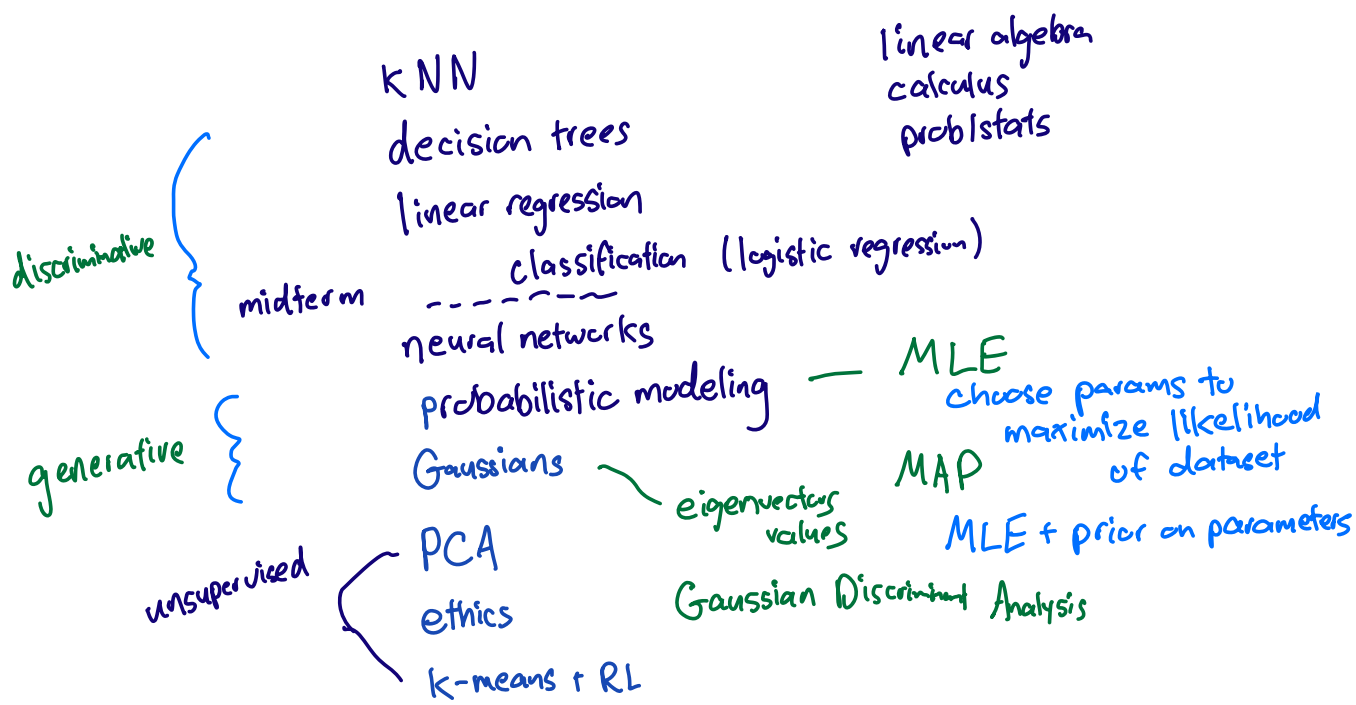 KNN
linear algebra
calculus
prob/stats
decision trees
linear regression
discriminative
classification (logistic regression)
midterm
neural networks
probabilistic modeling
MLE
choose params to
maximize likelihood
of dataset
generative
Gaussians
MAP
eigenvectors
values
MLE + prior on parameters
unsupervised
PCA
Gaussian Discriminant Analysis
ethics
k-means + RL